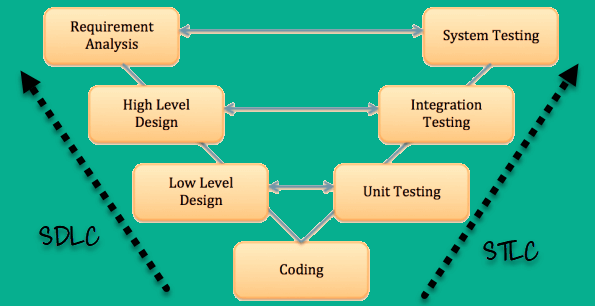 Requirement
Analysis
System Testing
High Level
Design
Integration
Testing
Low Level
Design
Unit Testing
SDLC
STLC
Coding